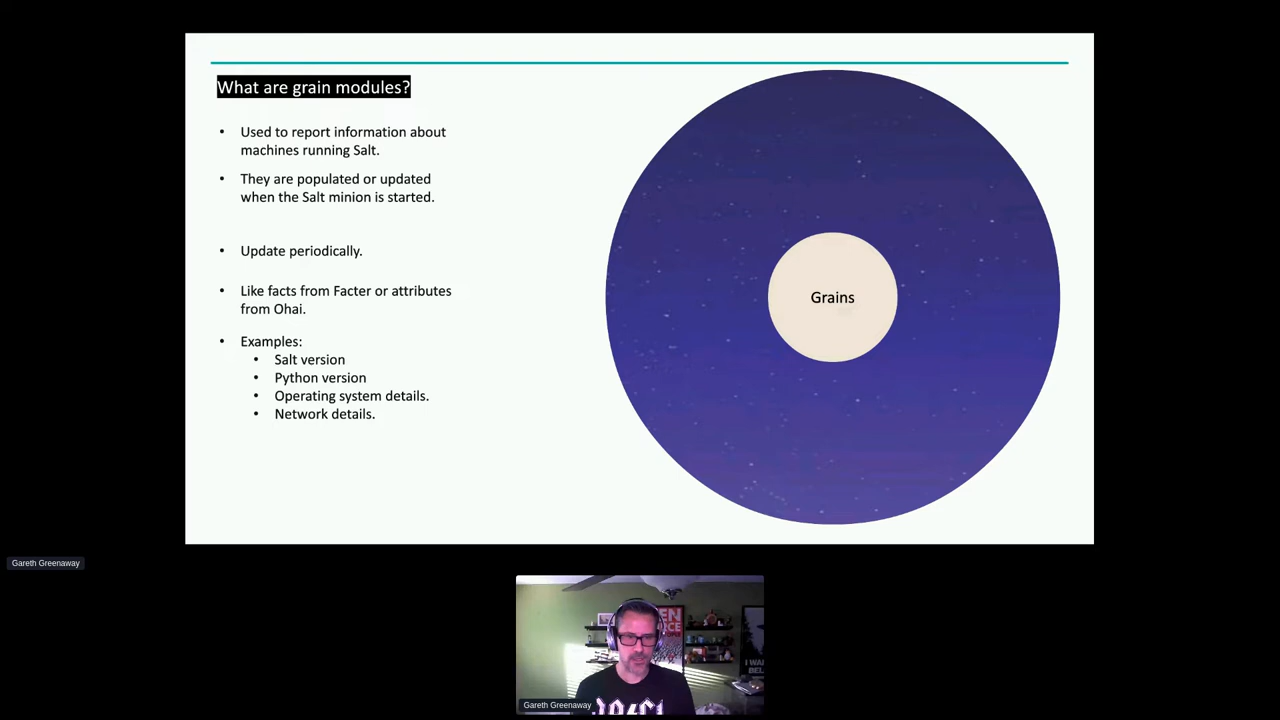 What are grain modules?
• Used to report information about
machines running Salt.
• They are populated or updated
when the Salt minion is started.
• Update periodically.
• Like facts from Facter or attributes
from Ohai.
• Examples:
• Salt version
• Python version
• Operating system details.
• Network details.
Grains
Gareth Greenaway
I WA
BEL
Gareth Greenaway